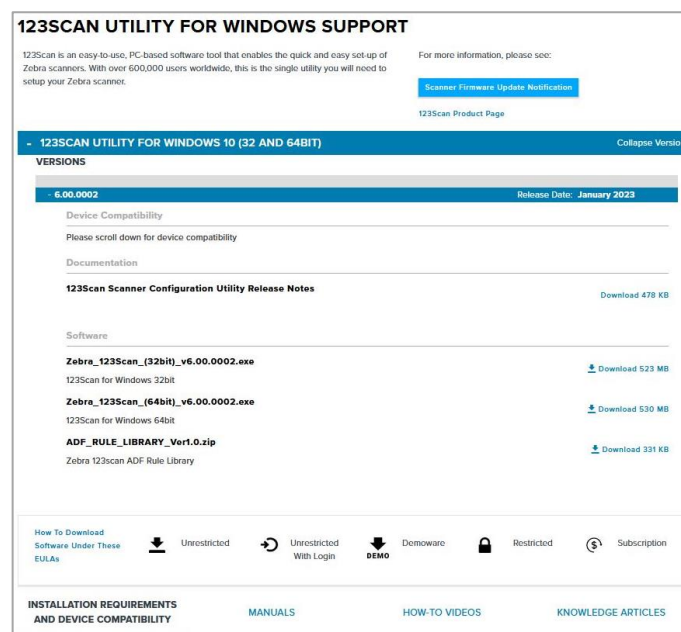 123SCAN UTILITY FOR WINDOWS SUPPORT
123Scan is an easy-to-use, PC-based software tool that enables the quick and easy set-up of
Zebra scanners. With over 600,000 users worldwide, this is the single utility you will need to
setup your Zebra scanner.
For more information, please see:
Scanner Firmware Update Notification
123Scan Product Page
- 123SCAN UTILITY FOR WINDOWS 10 (32 AND 64BIT)
Collapse Versio
VERSIONS
- 6.00.0002
Release Date: January 2023
Device Compatibility
Please scroll down for device compatibility
Documentation
123Scan Scanner Configuration Utility Release Notes
Download 478 KB
Software
Zebra_123Scan_(32bit)_v6.00.0002.exe
Download 523 MB
123Scan for Windows 32bit
Zebra_123Scan_(64bit)_v6.00.0002.exe
Download 530 MB
123Scan for Windows 64bit
ADF_RULE_LIBRARY_Ver1.0.zip
Download 331 KB
Zebra 123scan ADF Rule Library
How To Download
Software Under These
EULAs
Unrestricted
Unrestricted
With Login
DEMO
Demoware
Restricted
Subscription
INSTALLATION REQUIREMENTS
AND DEVICE COMPATIBILITY
MANUALS
HOW-TO VIDEOS
KNOWLEDGE ARTICLES